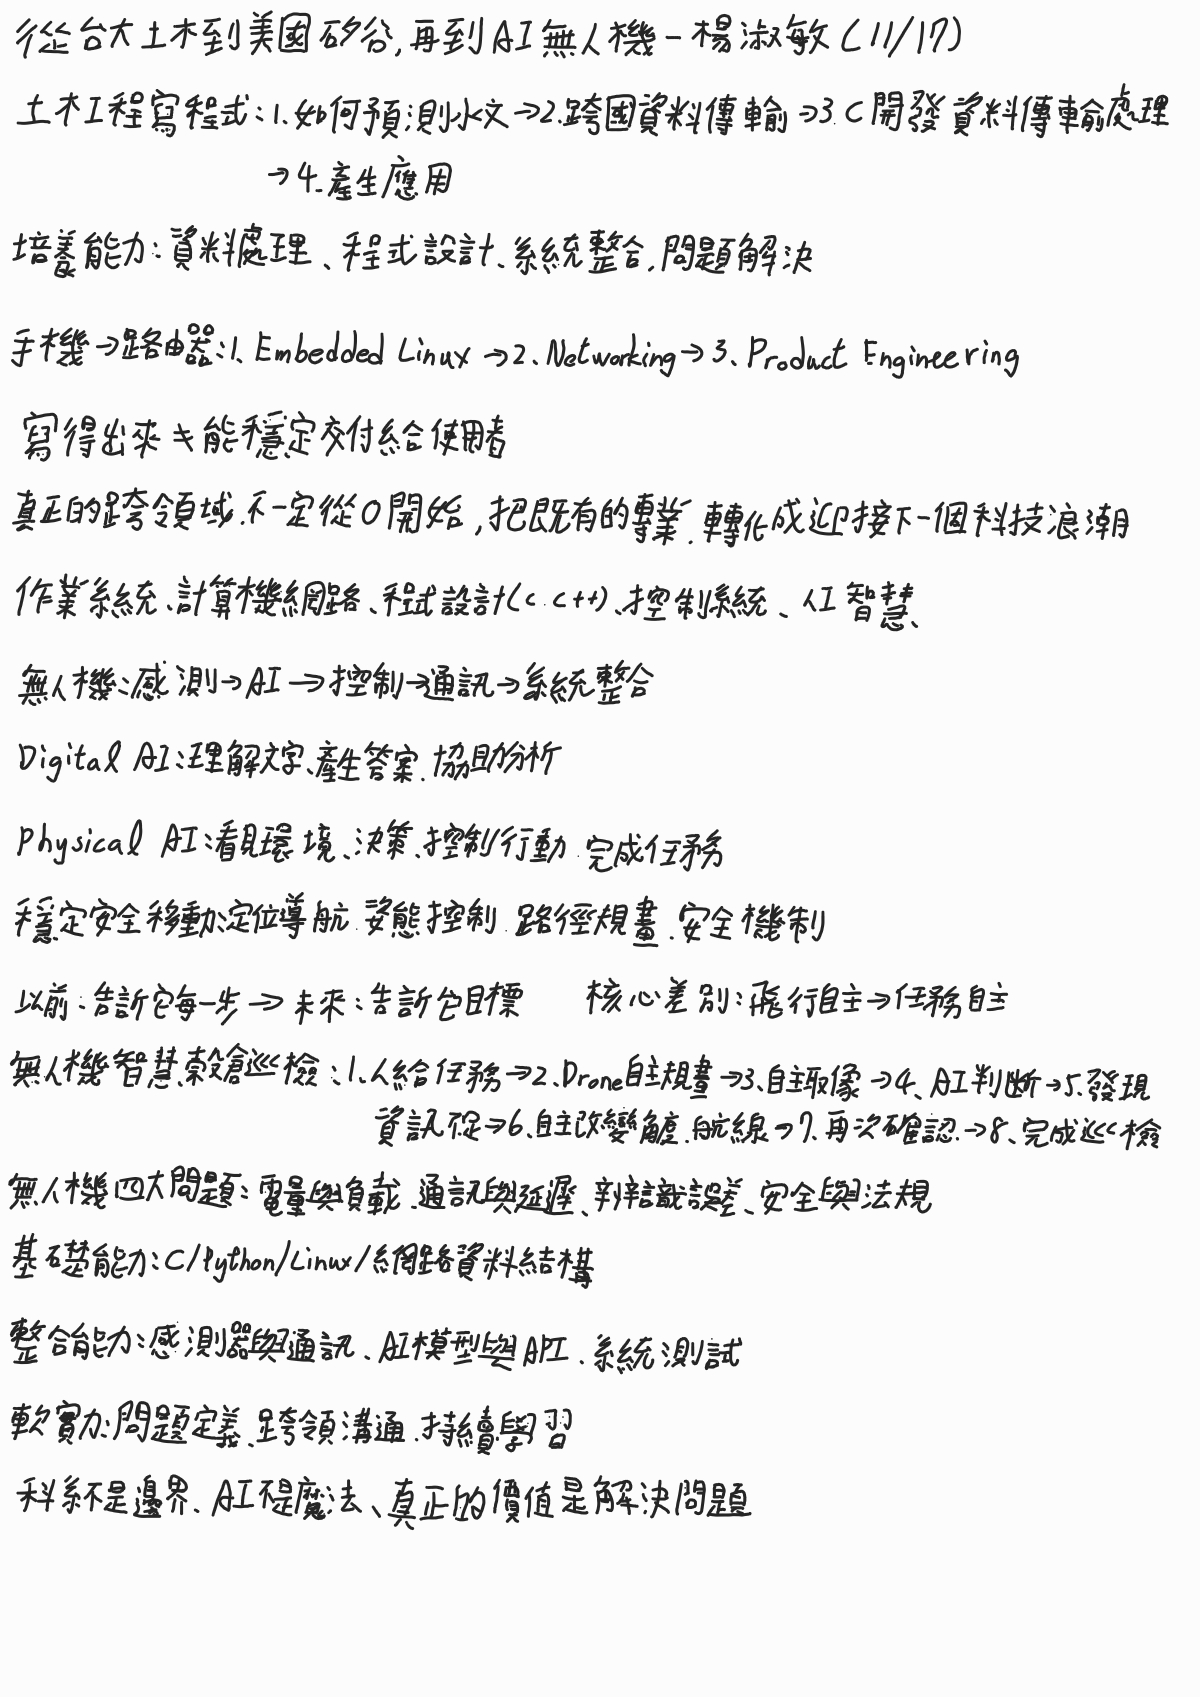 從台大土木到美國矽谷,再到AI無人機-楊淑敏(11/17)
土木工程寫程式:1.如何預測水文→2.跨國資料傳輸→3.C開發資料傳輸處理
→4.產生應用
培養能力:資料處理、程式設計、系統整合、問題解決
手機→路由器:1、Embedded Linux→2、Networking→3、Product Engineering
寫得出來≠能穩定交付給使用者
真正的跨領域、不一定從0開始,把既有的專業、轉化成迎接下一個科技浪潮
作業系統、計算機網路、程試設計(c、c++)、控制系統、人工智慧、
無人機:感測→AI→控制→通訊→系統整合
Digital AI:理解文字、產生答案、協助分析
Physical AI:看見環境、決策、控制行動、完成任務
穩定安全移動:定位導航、姿態控制、路徑規畫、安全機制
以前:告訴它每一步→未來:告訴它目標 核心差別:飛行自主→任務自主
無人機智慧穀倉巡檢:1、人給任務→2、Drone自主規畫→3、自主取像→4、AI判斷→5、發現
資訊不足→6、自主改變角度、航線→7、再次確認→8、完成巡檢
無人機四大問題:電量與負載、通訊與延遲、辨識誤差、安全與法規
基礎能力:C/Python/Linux/網路資料結構
整合能力:感測器與通訊、AI模型與API、系統測試
軟實力:問題定義、跨領溝通、持續學習
科系不是邊界、AI不是魔法、真正的價值是解決問題